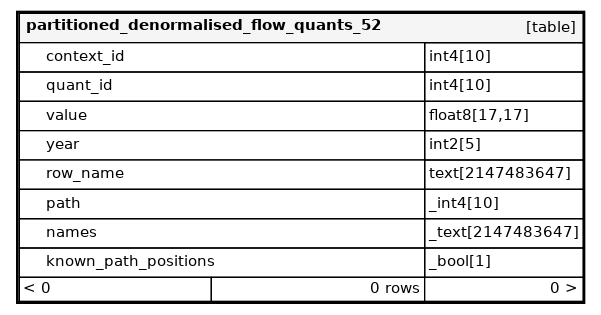 partitioned_denormalised_flow_quants_52 [table]
context_id int4[10]
quant_id int4[10]
value float8[17,17]
year int2[5]
row_name text[2147483647]
path _int4[10]
names _text[2147483647]
known_path_positions _bool[1]
< 0 0 rows 0 >